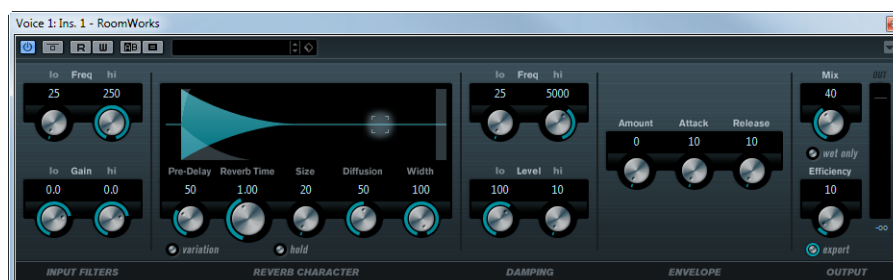 Voice 1: Ins. 1 - RoomWorks
R W AB
lo Freq hi
25 250
lo Gain hi
0.0 0.0
INPUT FILTERS
Pre-Delay Reverb Time Size Diffusion Width
50 1.00 20 50 100
variation hold
REVERB CHARACTER
lo Freq hi
25 5000
lo Level hi
100 10
DAMPING
Amount Attack Release
0 10 10
ENVELOPE
Mix
40
wet only
Efficiency
10
export
OUT
-oo
OUTPUT